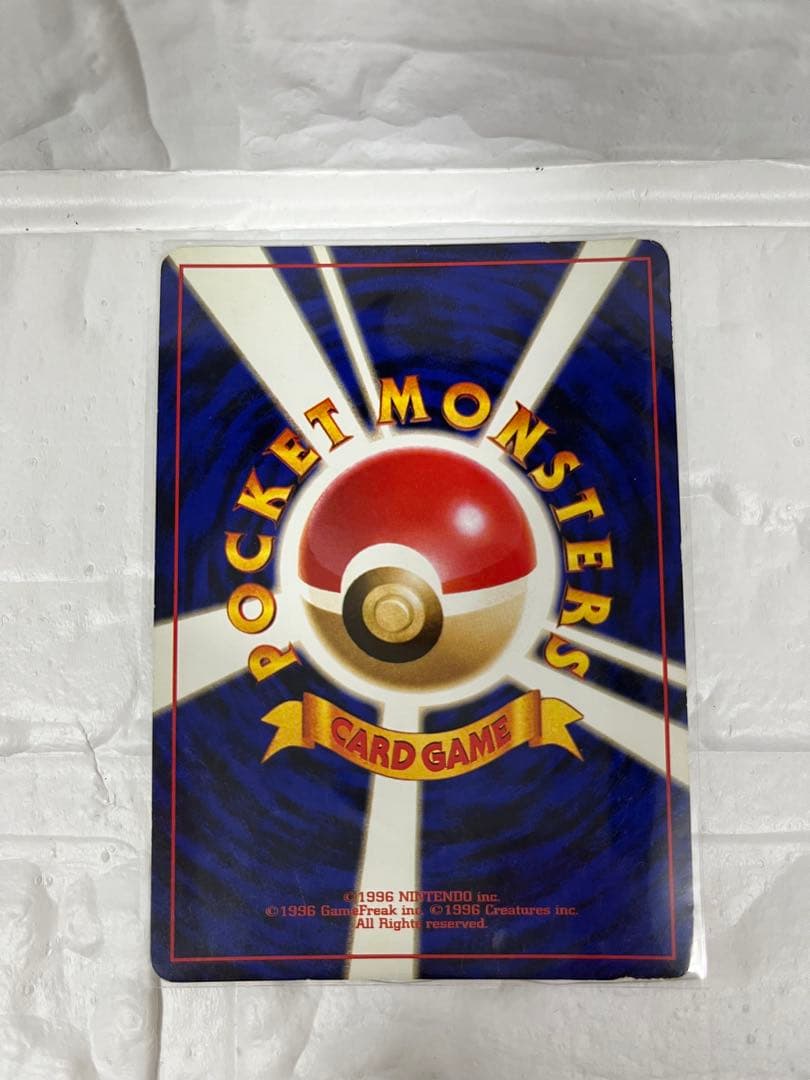 POCKET MONSTERS
CARD GAME
©1996 NINTENDO inc.
©1996 GameFreak inc. ©1996 Creatures inc.
All Rights reserved.